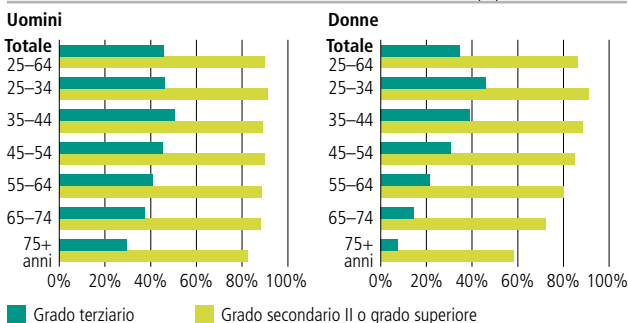 Uomini
Totale
25–64
25–34
35–44
45–54
55–64
65–74
75+
anni
0% 20% 40% 60% 80% 100%
Donne
Totale
25–64
25–34
35–44
45–54
55–64
65–74
75+
anni
0% 20% 40% 60% 80% 100%
Grado terziario
Grado secondario II o grado superiore